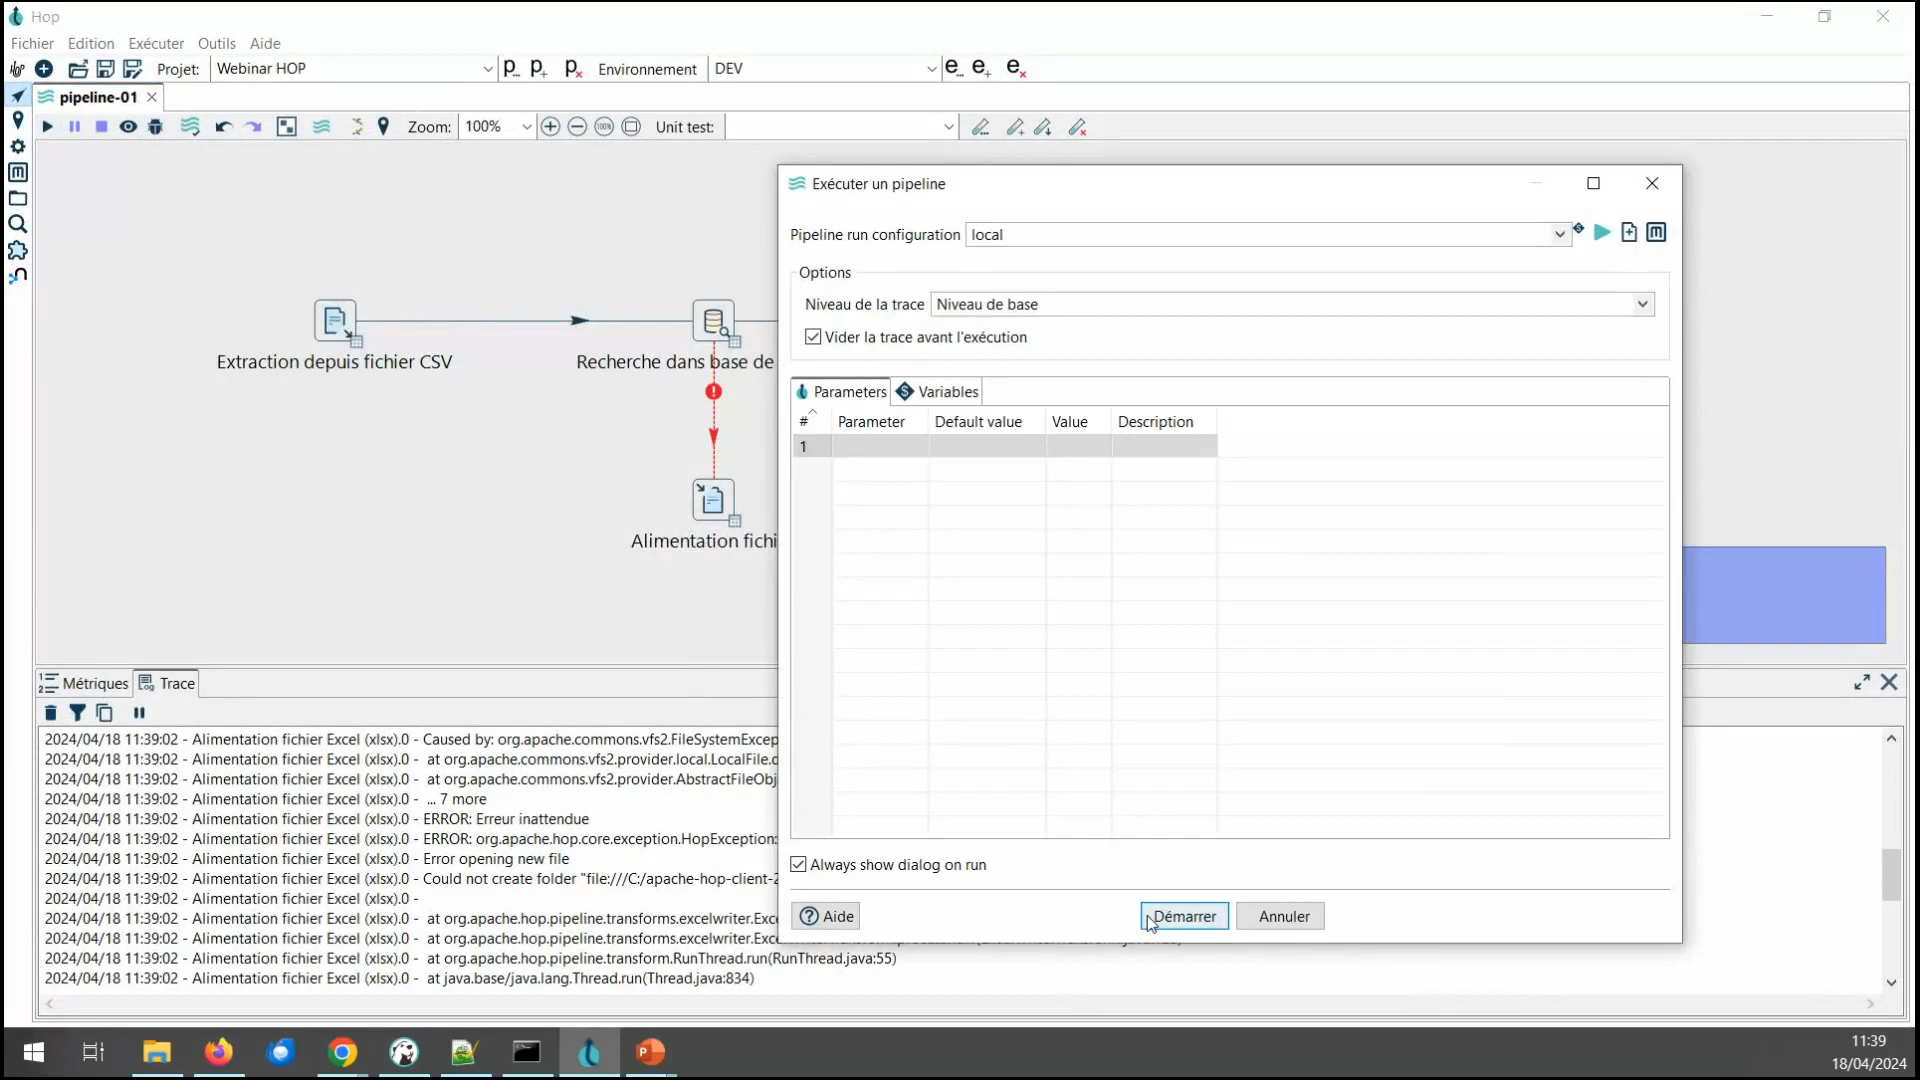 Hop
Fichier Edition Exécuter Outils Aide
Projet: Webinar HOP Environnement DEV
pipeline-01
Zoom: 100% Unit test:
Exécuter un pipeline
Pipeline run configuration local
Options
Niveau de la trace Niveau de base
Vider la trace avant l'exécution
Extraction depuis fichier CSV
Recherche dans base de
Parameters Variables
# Parameter Default value Value Description
1
Alimentation fichi
Métriques Trace
2024/04/18 11:39:02 - Alimentation fichier Excel (xlsx).0 - Caused by: org.apache.commons.vfs2.FileSystemExcep
2024/04/18 11:39:02 - Alimentation fichier Excel (xlsx).0 - at org.apache.commons.vfs2.provider.local.LocalFile.
2024/04/18 11:39:02 - Alimentation fichier Excel (xlsx).0 - at org.apache.commons.vfs2.provider.AbstractFileObj
2024/04/18 11:39:02 - Alimentation fichier Excel (xlsx).0 - ... 7 more
2024/04/18 11:39:02 - Alimentation fichier Excel (xlsx).0 - ERROR: Erreur inattendue
2024/04/18 11:39:02 - Alimentation fichier Excel (xlsx).0 - ERROR: org.apache.hop.core.exception.HopException:
2024/04/18 11:39:02 - Alimentation fichier Excel (xlsx).0 - Error opening new file
2024/04/18 11:39:02 - Alimentation fichier Excel (xlsx).0 - Could not create folder "file:///C:/apache-hop-client-2
2024/04/18 11:39:02 - Alimentation fichier Excel (xlsx).0 -
2024/04/18 11:39:02 - Alimentation fichier Excel (xlsx).0 - at org.apache.hop.pipeline.transforms.excelwriter.Exce
2024/04/18 11:39:02 - Alimentation fichier Excel (xlsx).0 - at org.apache.hop.pipeline.transforms.excelwriter.Exce
2024/04/18 11:39:02 - Alimentation fichier Excel (xlsx).0 - at org.apache.hop.pipeline.transform.RunThread.run(RunThread.java:55)
2024/04/18 11:39:02 - Alimentation fichier Excel (xlsx).0 - at java.base/java.lang.Thread.run(Thread.java:834)
Always show dialog on run
Aide Démarrer Annuler
11:39
18/04/2024